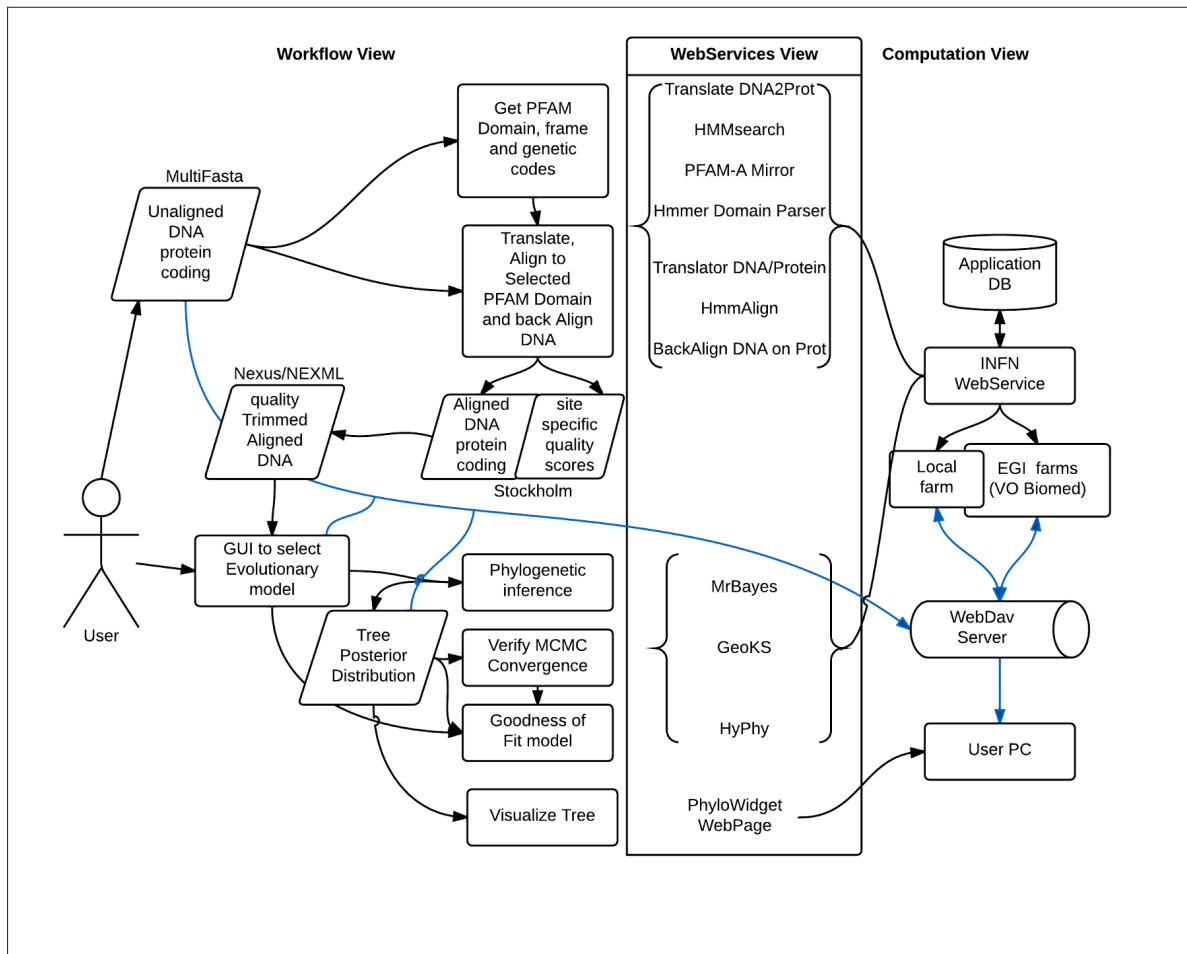 Workflow View
WebServices View
Computation View
Get PFAM
Domain, frame
and genetic
codes
MultiFasta
Unaligned
DNA
protein
coding
Translate,
Align to
Selected
PFAM Domain
and back Align
DNA
Nexus/NEXML
quality
Trimmed
Aligned
DNA
Aligned
DNA
protein
coding
site
specific
quality
scores
Stockholm
User
GUI to select
Evolutionary
model
Phylogenetic
inference
Tree
Posterior
Distribution
Verify MCMC
Convergence
Goodness of
Fit model
Visualize Tree
Translate DNA2Prot
HMMsearch
PFAM-A Mirror
Hmmer Domain Parser
Translator DNA/Protein
HmmAlign
BackAlign DNA on Prot
MrBayes
GeoKS
HyPhy
PhyloWidget
WebPage
Application
DB
INFN
WebService
Local
farm
EGI farms
(VO Biomed)
WebDav
Server
User PC